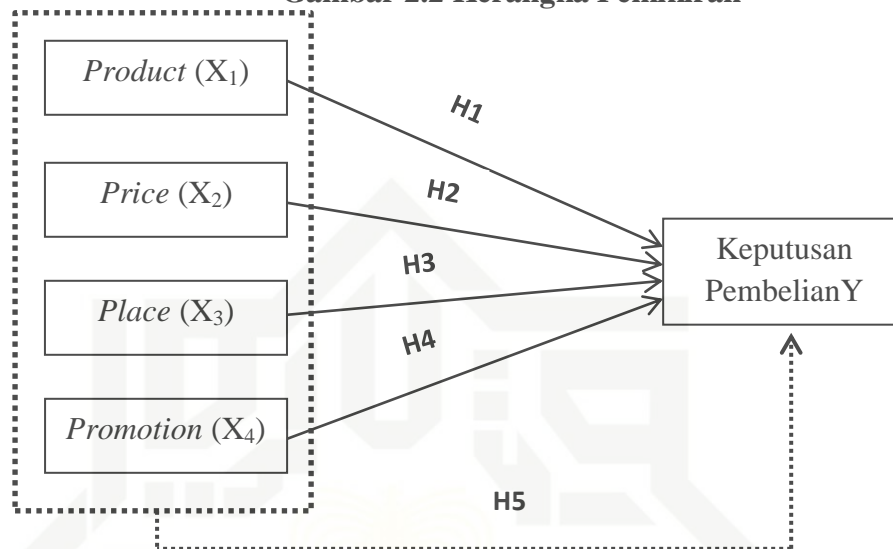 Gambar 2.2 Kerangka Pemikiran
Product (X₁)
H1
Price (X₂)
H2
Keputusan
PembelianY
H3
Place (X₃)
H4
Promotion (X₄)
H5